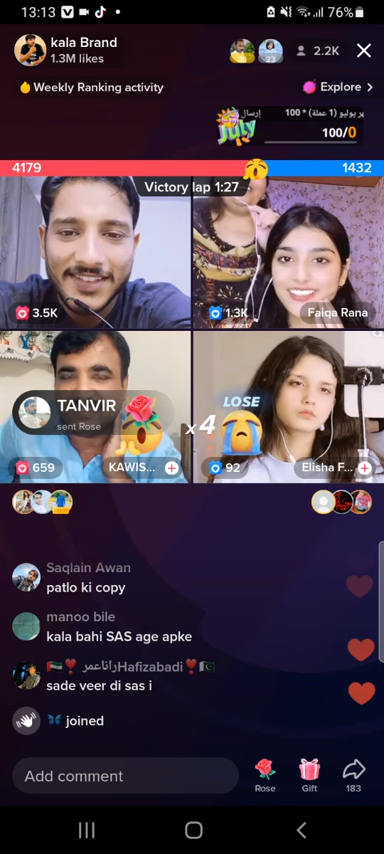 13:13
76%
kala Brand
1.3M likes
23
2.2K
Weekly Ranking activity
Explore
July
إرسال
ير يوليو (1 عملة) * 100
100/0
4179
1432
Victory lap 1:27
3.5K
1.3K
Faiqa Rana
TANVIR
sent Rose
x4
LOSE
659
KAWIS...
92
Elisha F...
Saqlain Awan
patlo ki copy
manoo bile
kala bahi SAS age apke
🇦🇪❣️راناعمرHafizabadi❣️🇵🇰
sade veer di sas i
joined
Add comment
Rose
Gift
183